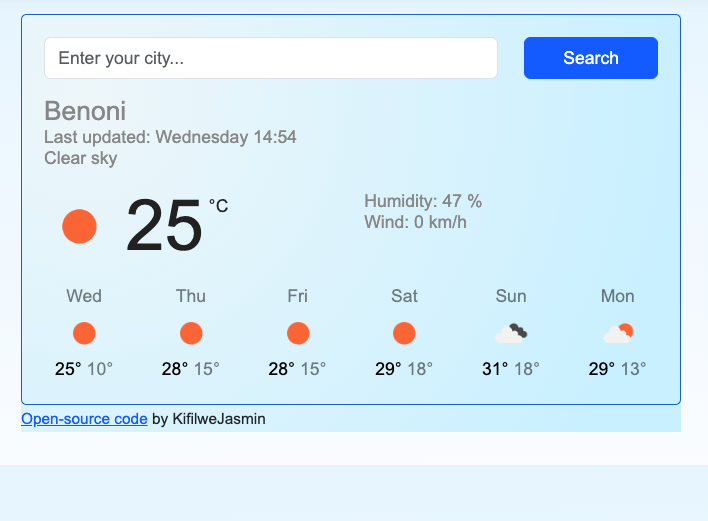 Enter your city...
Search
Benoni
Last updated: Wednesday 14:54
Clear sky
25 °C
Humidity: 47 %
Wind: 0 km/h
Wed Thu Fri Sat Sun Mon
25° 10° 28° 15° 28° 15° 29° 18° 31° 18° 29° 13°
Open-source code by KifilweJasmin